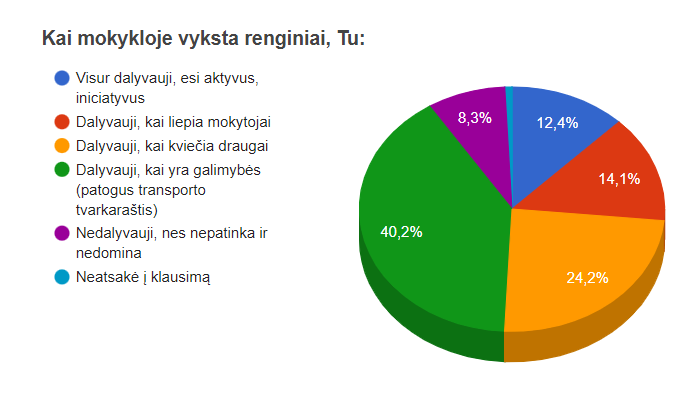 Kai mokykloje vyksta renginiai, Tu:
Visur dalyvauji, esi aktyvus,
iniciatyvus
Dalyvauji, kai liepia mokytojai
Dalyvauji, kai kviečia draugai
Dalyvauji, kai yra galimybės
(patogus transporto
tvarkaraštis)
Nedalyvauji, nes nepatinka ir
nedomina
Neatsakė į klausimą
8,3%
12,4%
14,1%
40,2%
24,2%